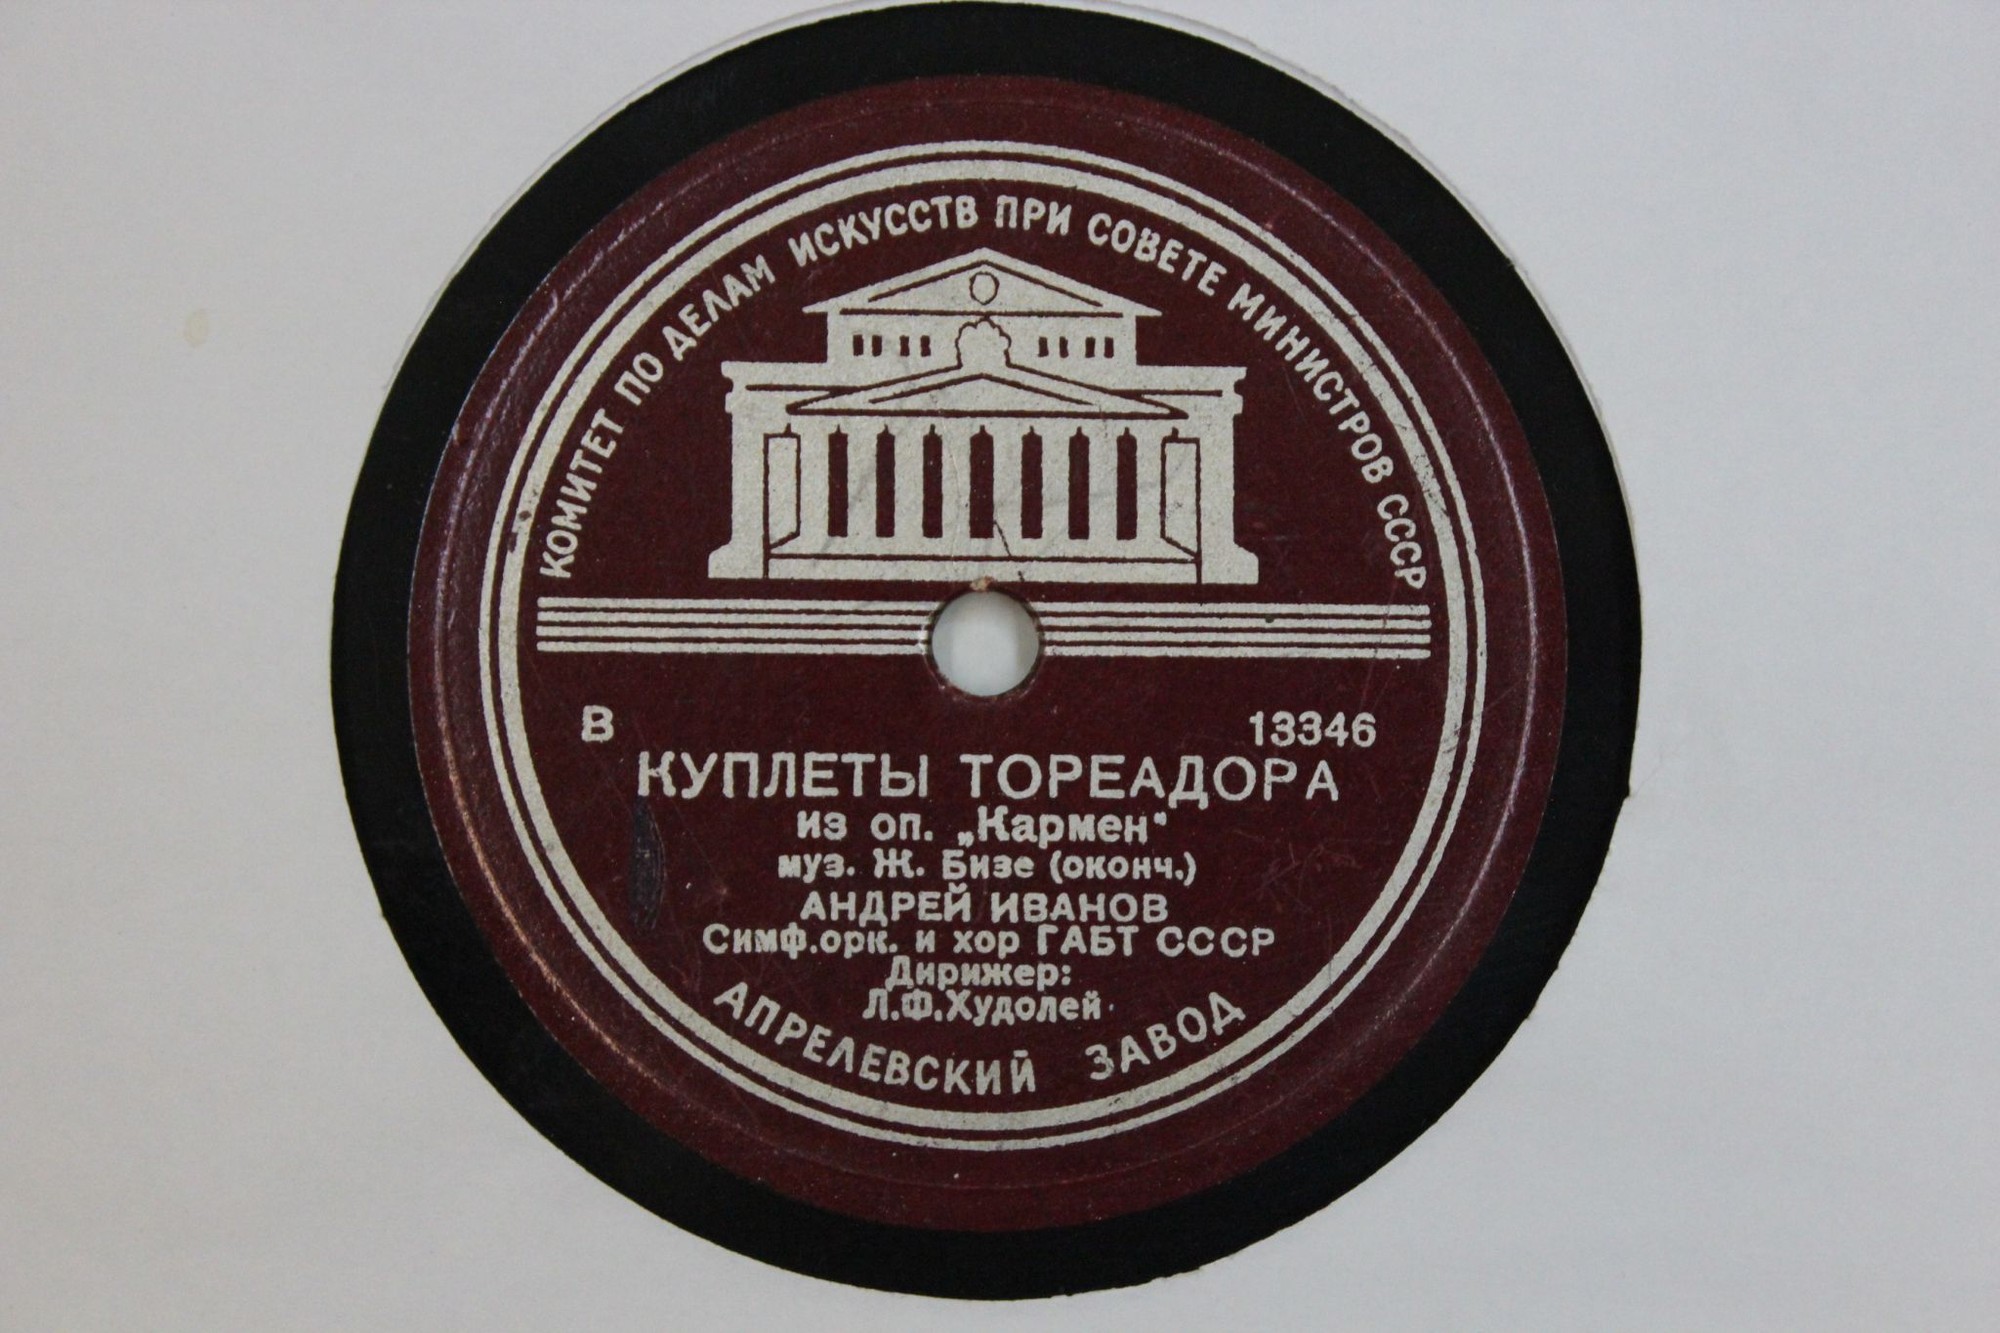 КОМИТЕТ ПО ДЕЛАМ ИСКУССТВ ПРИ СОВЕТЕ МИНИСТРОВ СССР
В 13346
КУПЛЕТЫ ТОРЕАДОРА
из оп. „Кармен"
муз. Ж. Бизе (оконч.)
АНДРЕЙ ИВАНОВ
Симф.орк. и хор ГАБТ СССР
Дирижер:
Л.Ф.Худолей
АПРЕЛЕВСКИЙ ЗАВОД